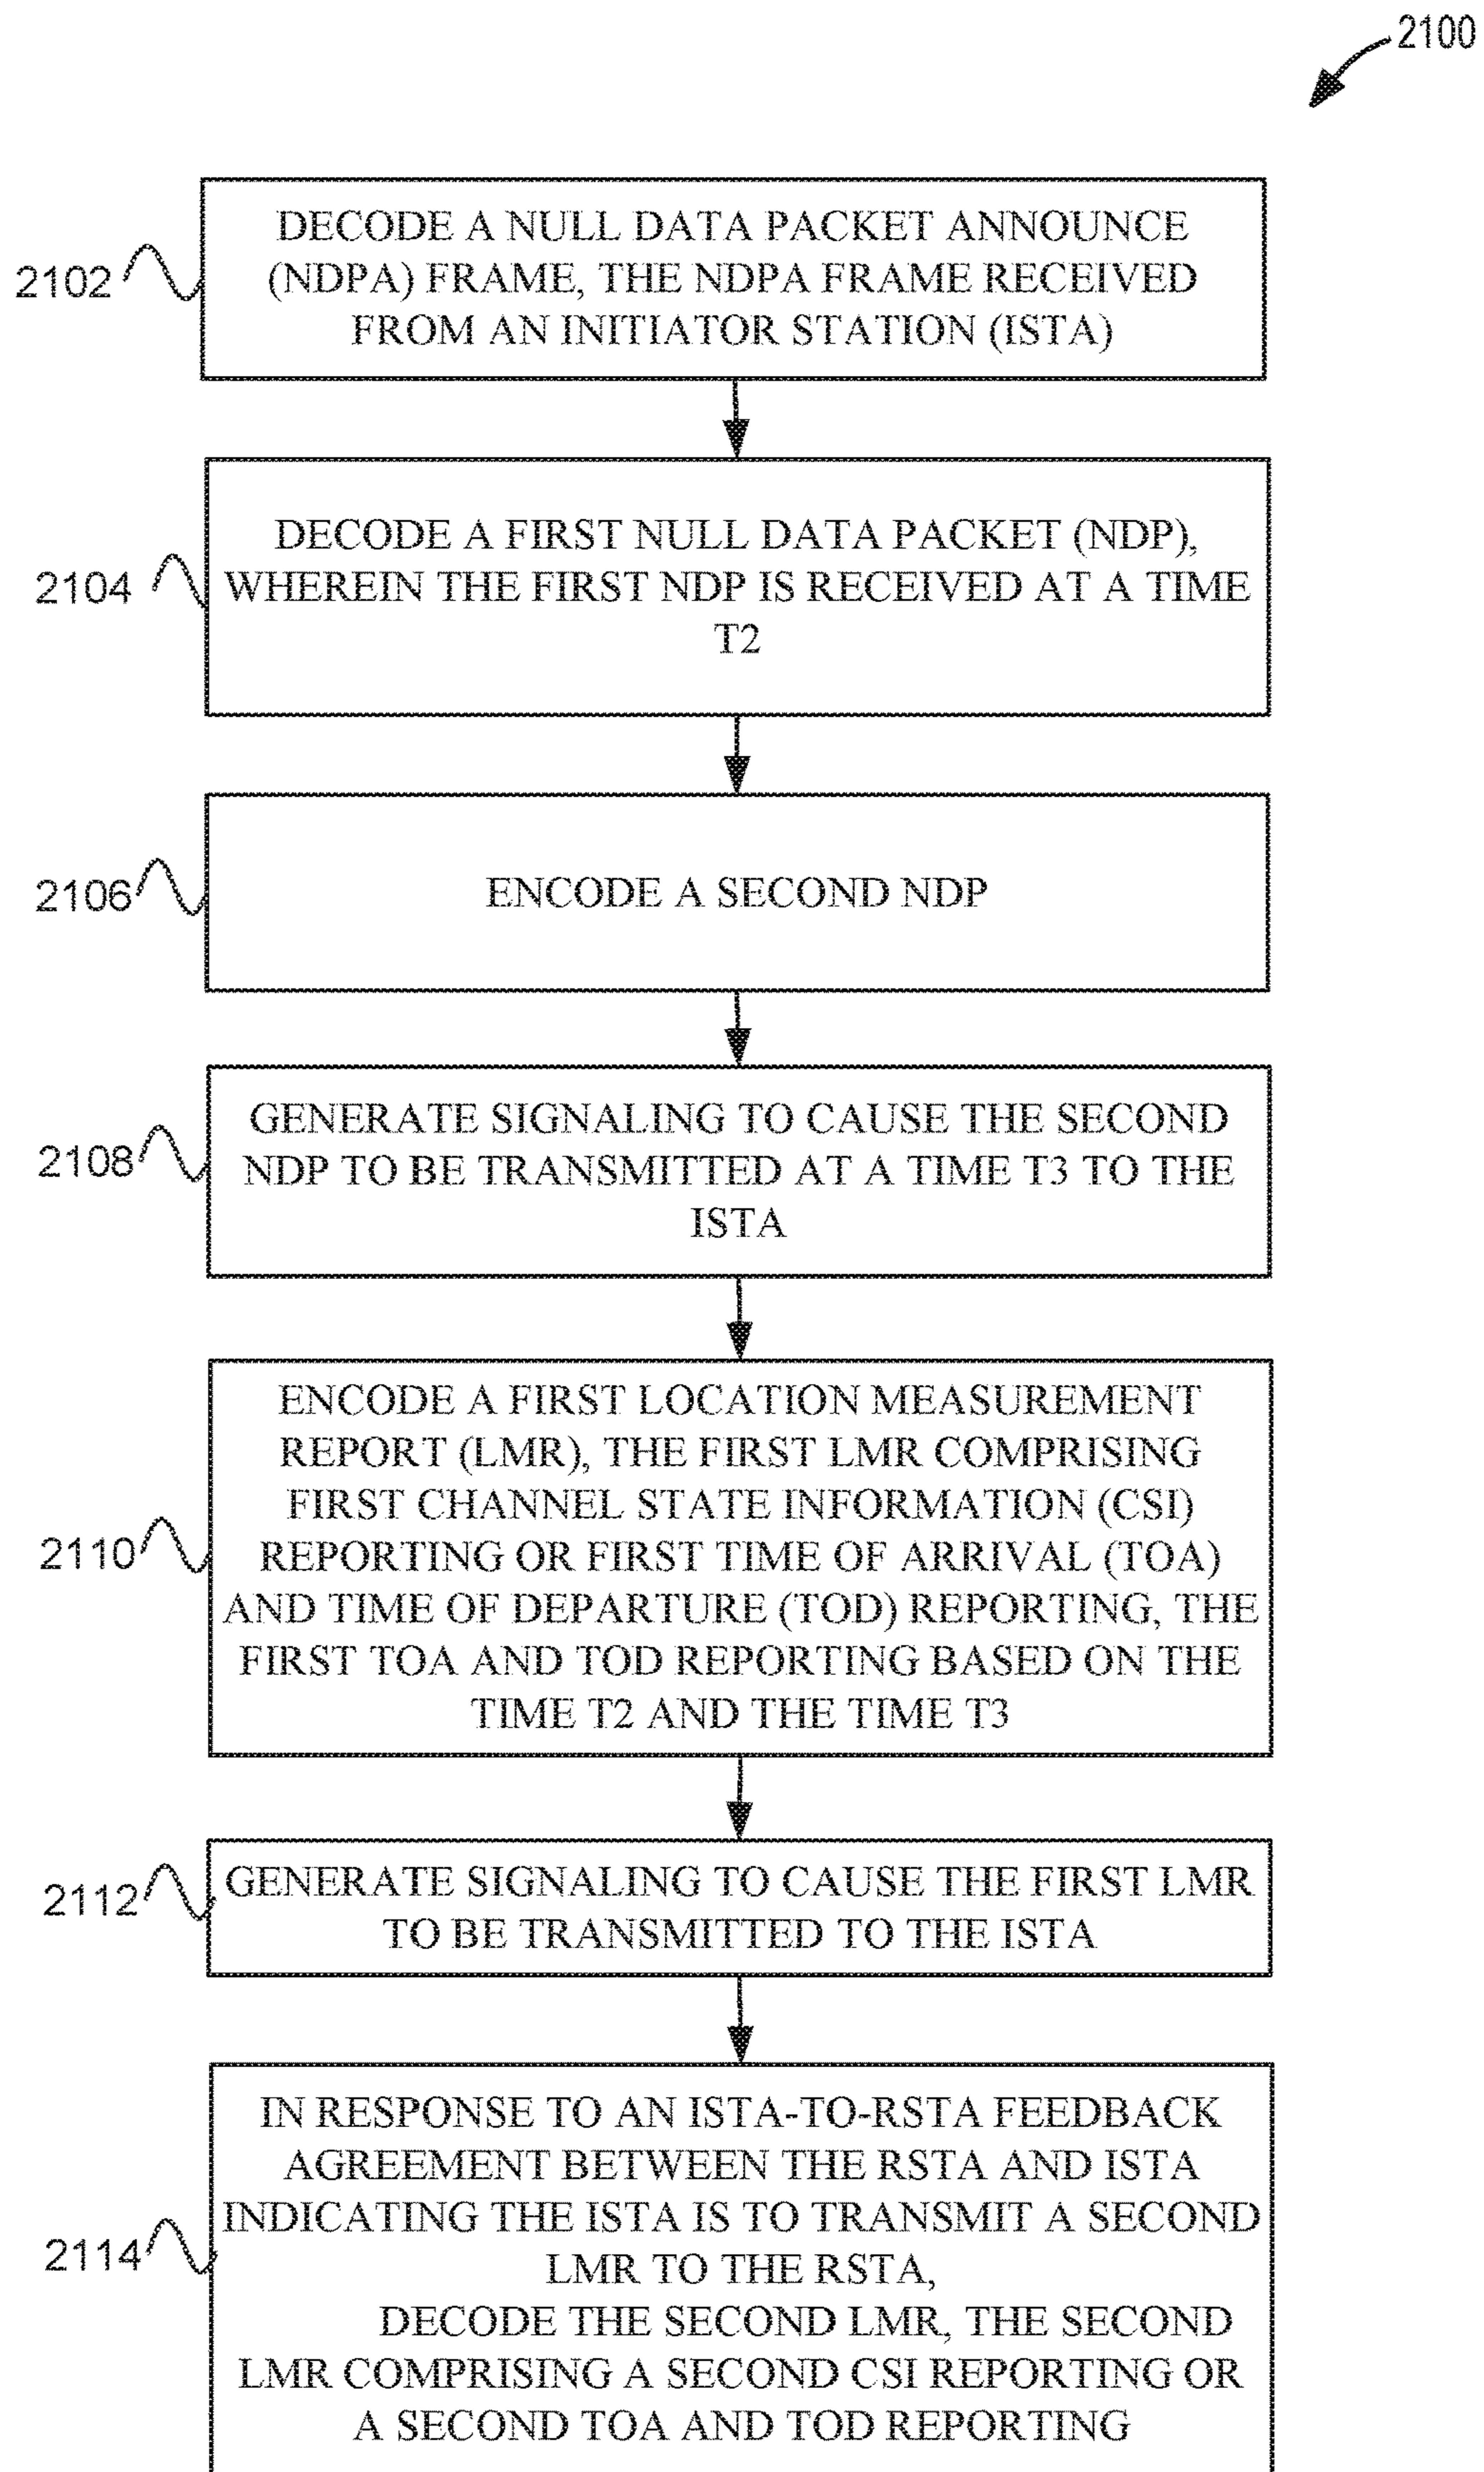 2100
DECODE A NULL DATA PACKET ANNOUNCE
(NDPA) FRAME, THE NDPA FRAME RECEIVED
FROM AN INITIATOR STATION (ISTA)
2102
DECODE A FIRST NULL DATA PACKET (NDP),
WHEREIN THE FIRST NDP IS RECEIVED AT A TIME
T2
2104
ENCODE A SECOND NDP
2106
GENERATE SIGNALING TO CAUSE THE SECOND
NDP TO BE TRANSMITTED AT A TIME T3 TO THE
ISTA
2108
ENCODE A FIRST LOCATION MEASUREMENT
REPORT (LMR), THE FIRST LMR COMPRISING
FIRST CHANNEL STATE INFORMATION (CSI)
REPORTING OR FIRST TIME OF ARRIVAL (TOA)
AND TIME OF DEPARTURE (TOD) REPORTING, THE
FIRST TOA AND TOD REPORTING BASED ON THE
TIME T2 AND THE TIME T3
2110
GENERATE SIGNALING TO CAUSE THE FIRST LMR
TO BE TRANSMITTED TO THE ISTA
2112
IN RESPONSE TO AN ISTA-TO-RSTA FEEDBACK
AGREEMENT BETWEEN THE RSTA AND ISTA
INDICATING THE ISTA IS TO TRANSMIT A SECOND
LMR TO THE RSTA,
DECODE THE SECOND LMR, THE SECOND
LMR COMPRISING A SECOND CSI REPORTING OR
A SECOND TOA AND TOD REPORTING
2114